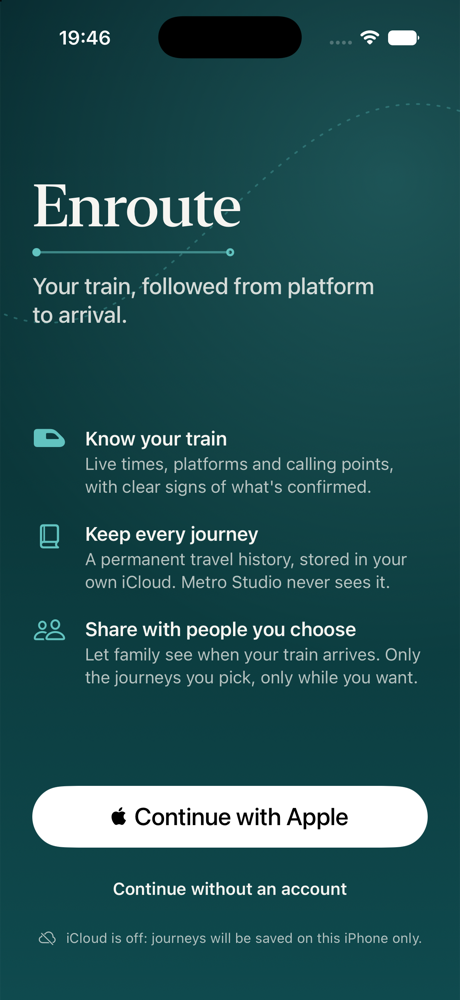 19:46
Enroute
Your train, followed from platform
to arrival.
Know your train
Live times, platforms and calling points,
with clear signs of what's confirmed.
Keep every journey
A permanent travel history, stored in your
own iCloud. Metro Studio never sees it.
Share with people you choose
Let family see when your train arrives. Only
the journeys you pick, only while you want.
Continue with Apple
Continue without an account
iCloud is off: journeys will be saved on this iPhone only.